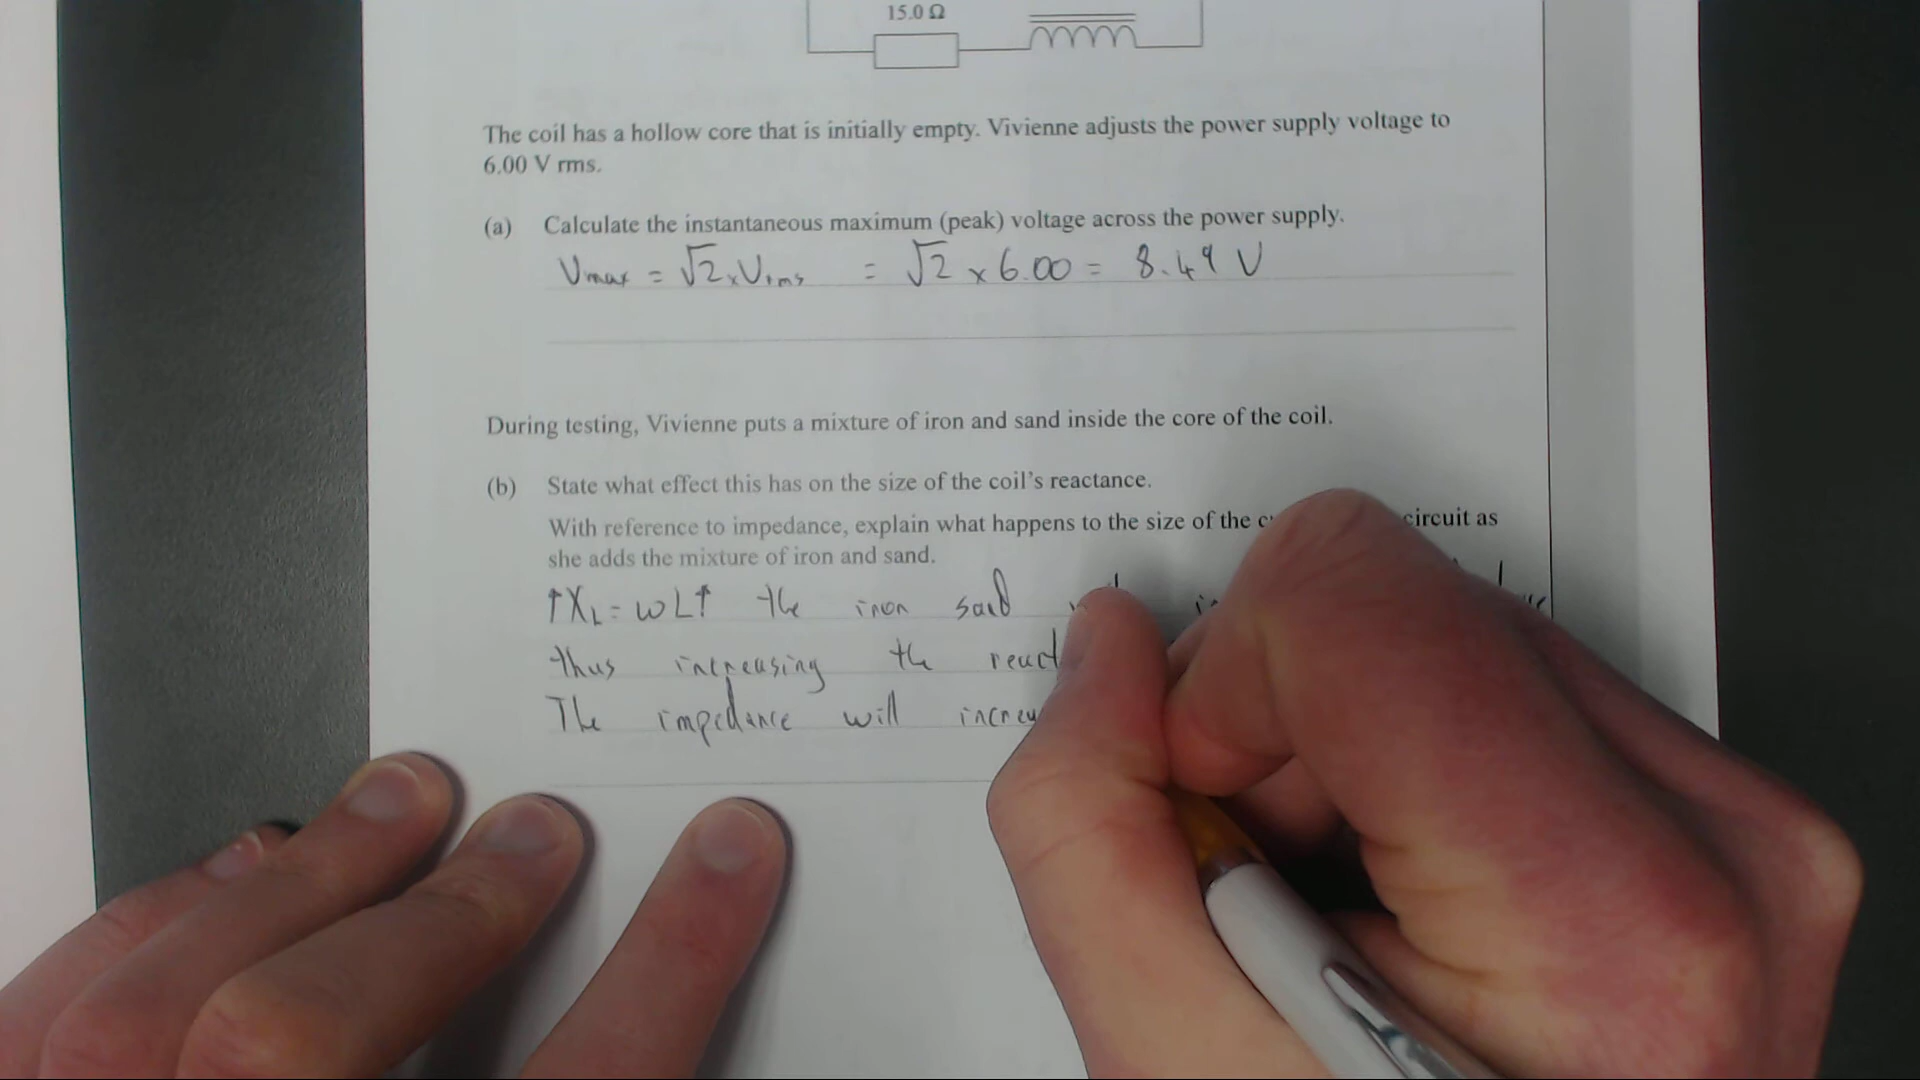 15.0 Ω
The coil has a hollow core that is initially empty. Vivienne adjusts the power supply voltage to
6.00 V rms.
(a) Calculate the instantaneous maximum (peak) voltage across the power supply.
Vmax = √2 x Vrms = √2 x 6.00 = 8.49 V
During testing, Vivienne puts a mixture of iron and sand inside the core of the coil.
(b) State what effect this has on the size of the coil's reactance.
With reference to impedance, explain what happens to the size of the circuit as
she adds the mixture of iron and sand.
↑XL = ωL↑ the iron said
thus increasing the react
The impedance will increa